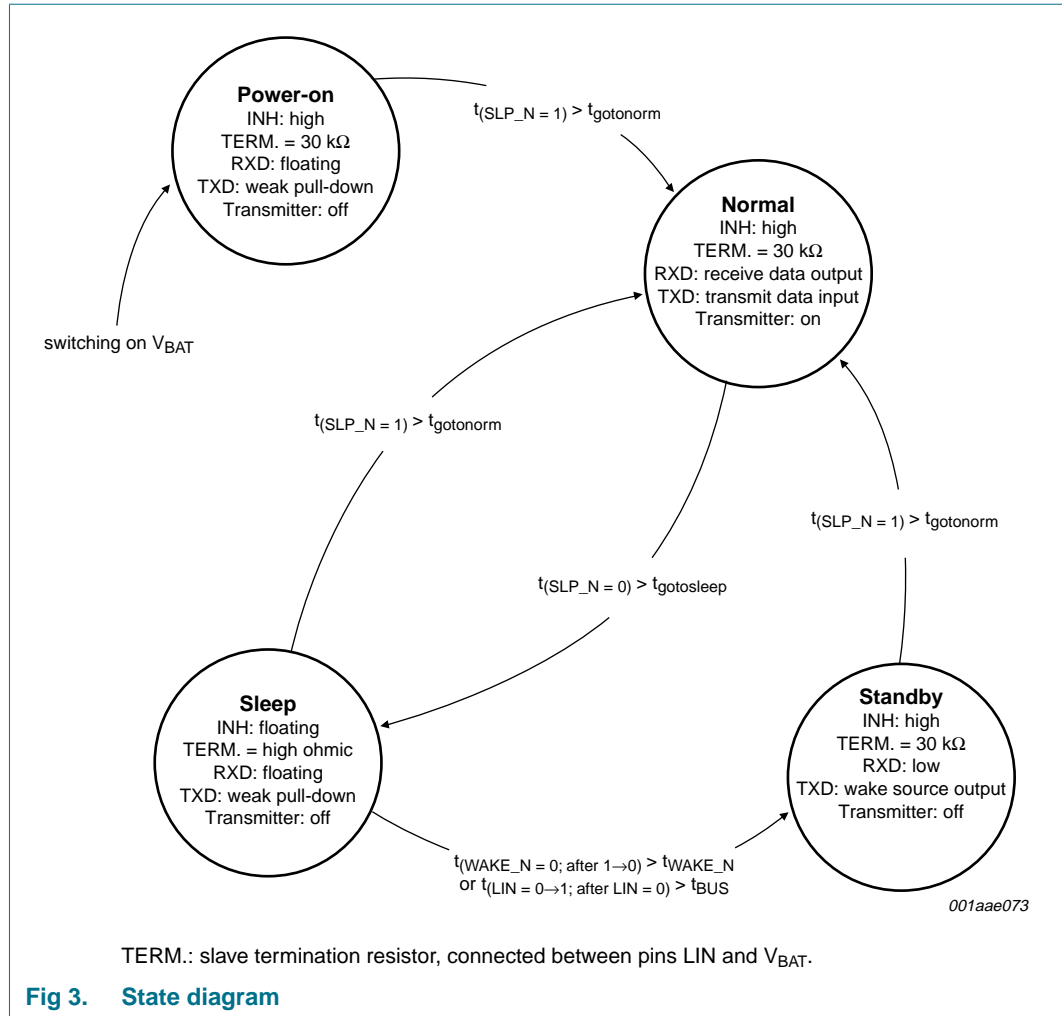 Power-on
INH: high
TERM. = 30 kΩ
RXD: floating
TXD: weak pull-down
Transmitter: off
t(SLP_N = 1) > tgotonorm
Normal
INH: high
TERM. = 30 kΩ
RXD: receive data output
TXD: transmit data input
Transmitter: on
switching on VBAT
t(SLP_N = 1) > tgotonorm
t(SLP_N = 1) > tgotonorm
t(SLP_N = 0) > tgotosleep
Sleep
INH: floating
TERM. = high ohmic
RXD: floating
TXD: weak pull-down
Transmitter: off
Standby
INH: high
TERM. = 30 kΩ
RXD: low
TXD: wake source output
Transmitter: off
t(WAKE_N = 0; after 1→0) > tWAKE_N
or t(LIN = 0→1; after LIN = 0) > tBUS
001aae073
TERM.: slave termination resistor, connected between pins LIN and VBAT.
Fig 3. State diagram